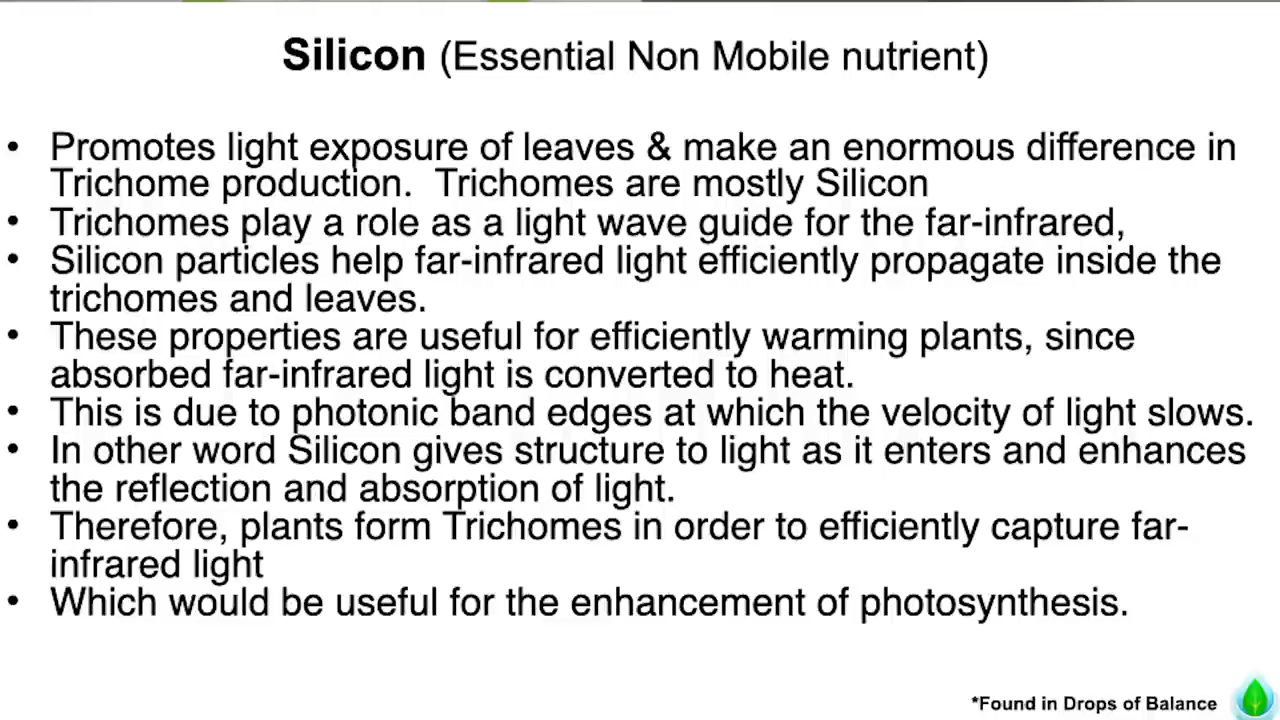 Silicon (Essential Non Mobile nutrient)
• Promotes light exposure of leaves & make an enormous difference in
Trichome production.  Trichomes are mostly Silicon
• Trichomes play a role as a light wave guide for the far-infrared,
• Silicon particles help far-infrared light efficiently propagate inside the
trichomes and leaves.
• These properties are useful for efficiently warming plants, since
absorbed far-infrared light is converted to heat.
• This is due to photonic band edges at which the velocity of light slows.
• In other word Silicon gives structure to light as it enters and enhances
the reflection and absorption of light.
• Therefore, plants form Trichomes in order to efficiently capture far-
infrared light
• Which would be useful for the enhancement of photosynthesis.
*Found in Drops of Balance